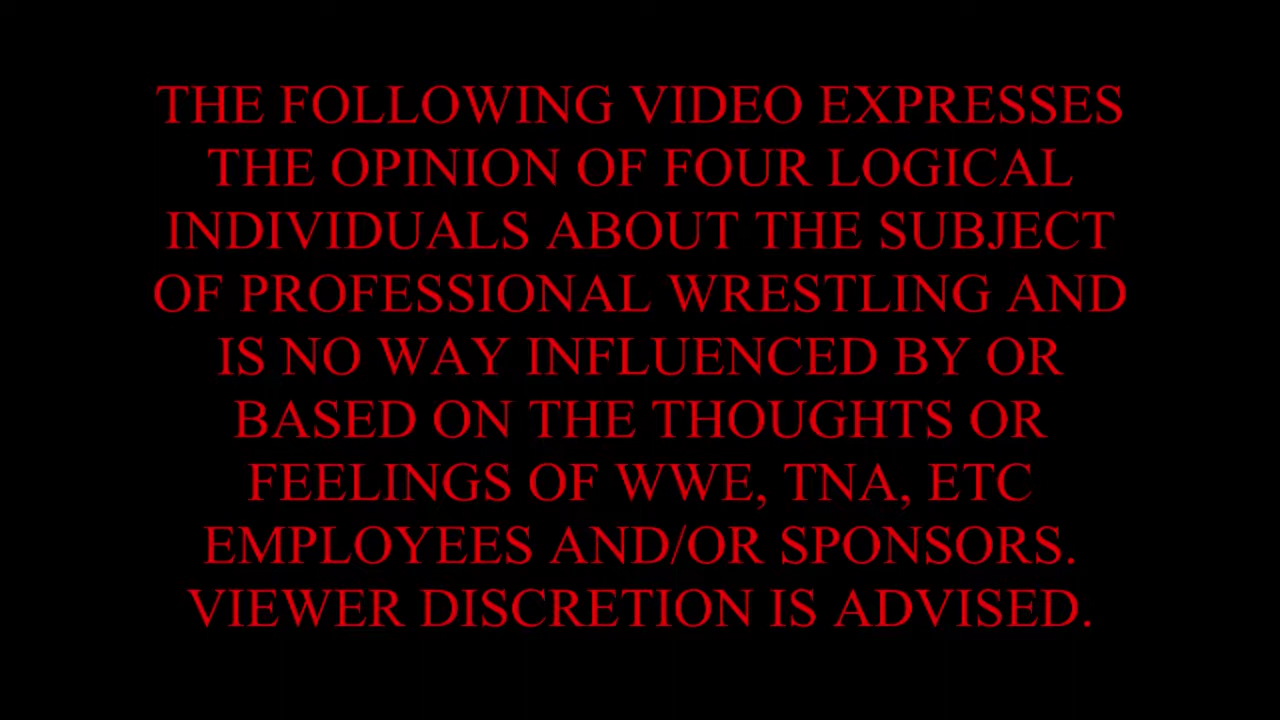 THE FOLLOWING VIDEO EXPRESSES
THE OPINION OF FOUR LOGICAL
INDIVIDUALS ABOUT THE SUBJECT
OF PROFESSIONAL WRESTLING AND
IS NO WAY INFLUENCED BY OR
BASED ON THE THOUGHTS OR
FEELINGS OF WWE, TNA, ETC
EMPLOYEES AND/OR SPONSORS.
VIEWER DISCRETION IS ADVISED.